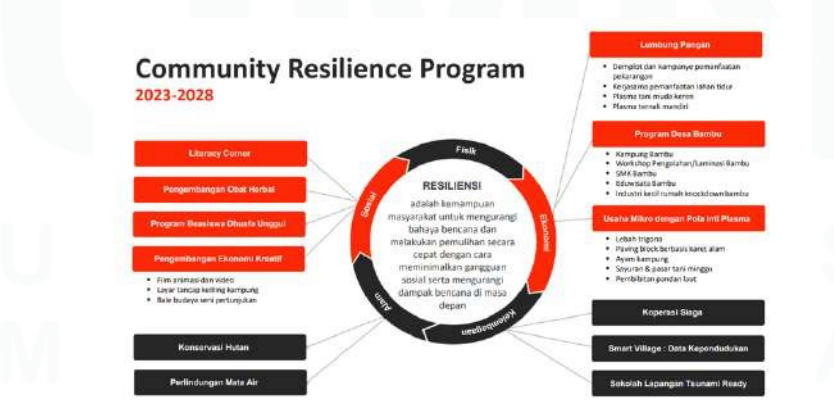 Community Resilience Program
2023-2028
Literacy Corner
Pengembangan Obat Herbal
Program Beasiswa Dhuafa Unggul
Pengembangan Ekonomi Kreatif
• Film animasi dan video
• Layar tancap keliling kampung
• Bale budaya seni pertunjukan
Konservasi Hutan
Perlindungan Mata Air
Fisik
Sosial
Ekonomi
Alam
Kelembagaan
RESILIENSI
adalah kemampuan
masyarakat untuk mengurangi
bahaya bencana dan
melakukan pemulihan secara
cepat dengan cara
meminimalkan gangguan
sosial serta mengurangi
dampak bencana di masa
depan
Lumbung Pangan
• Demplot dan kampanye pemanfaatan
pekarangan
• Kerjasama pemanfaatan lahan tidur
• Plasma tani muda keren
• Plasma ternak mandiri
Program Desa Bambu
• Kampung Bambu
• Workshop Pengolahan/Laminasi Bambu
• SMK Bambu
• Eduwisata Bambu
• Industri kecil rumah knockdown bambu
Usaha Mikro dengan Pola Inti Plasma
• Lebah trigona
• Paving block berbasis karet alam
• Ayam kampung
• Sayuran & pasar tani minggu
• Pembibitan pandan laut
Koperasi Siaga
Smart Village : Data Kependudukan
Sekolah Lapangan Tsunami Ready